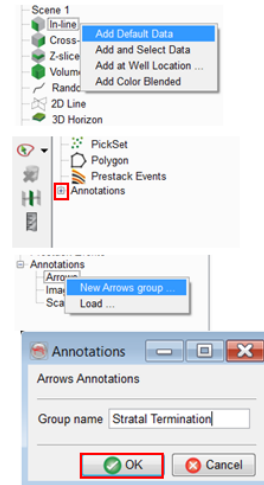 Scene 1
In-line
Add Default Data
Cross-
Add and Select Data
Z-slice
Add at Well Location ...
Volum
Add Color Blended
Rando
2D Line
3D Horizon
PickSet
Polygon
Prestack Events
Annotations
Annotations
Arrows
New Arrows group ...
Imag
Load ...
Sca
Annotations
Arrows Annotations
Group name Stratal Termination
OK Cancel